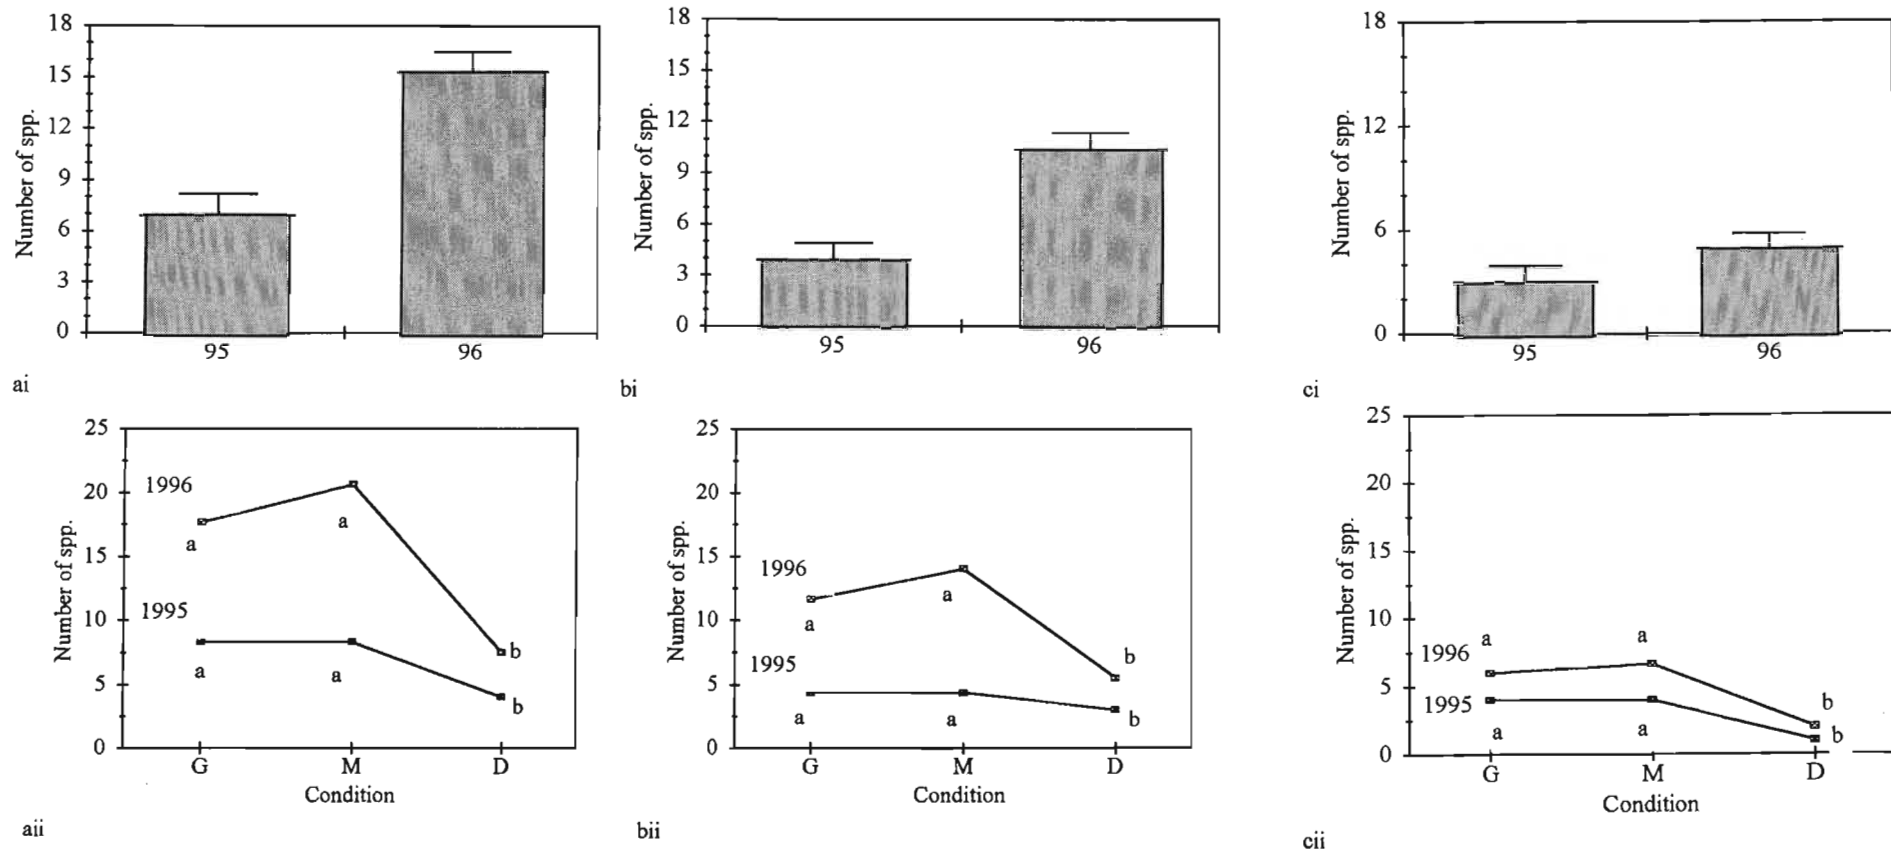 18
15
12
9
6
3
0
Number of spp.
95
96
ai
18
15
12
9
6
3
0
Number of spp.
95
96
bi
18
12
6
0
Number of spp.
95
96
ci
25
20
15
10
5
0
Number of spp.
1996
a
a
1995
a
a
b
b
G
M
D
Condition
aii
25
20
15
10
5
0
Number of spp.
1996
a
a
1995
a
a
b
b
G
M
D
Condition
bii
25
20
15
10
5
0
Number of spp.
a
a
1996
1995
a
a
b
b
G
M
D
Condition
cii